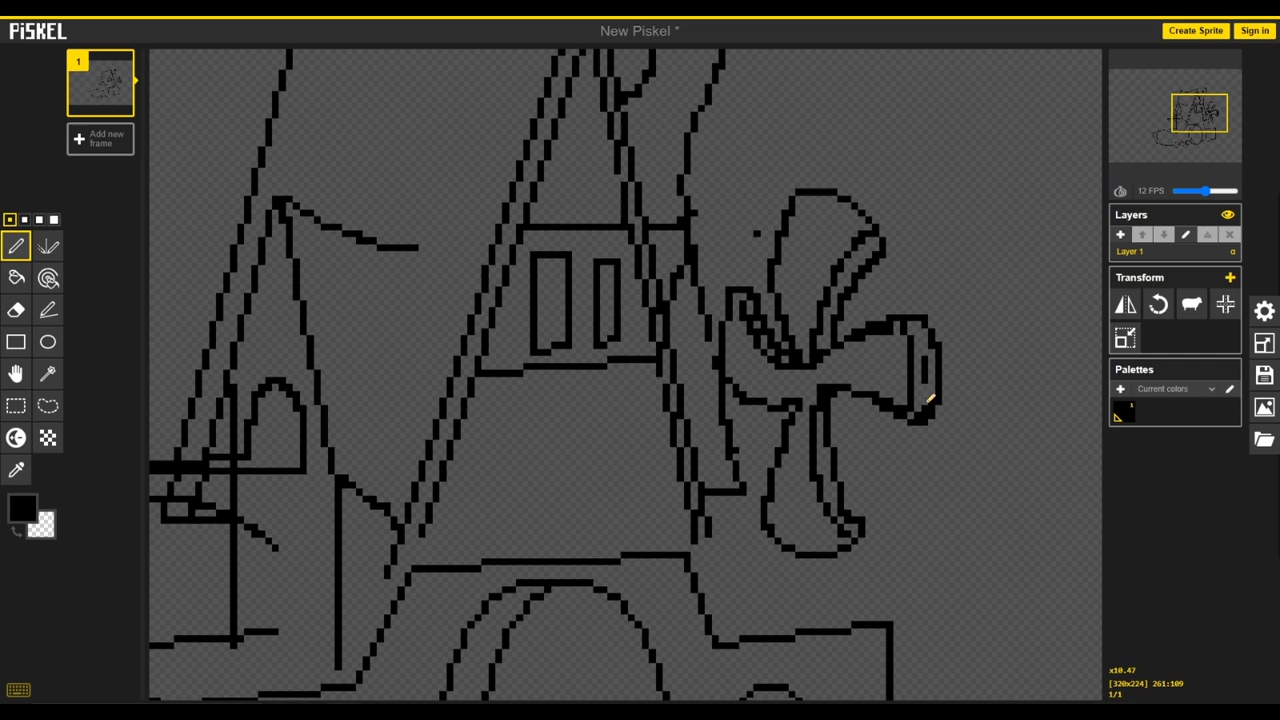 PiSKEL
New Piskel *
Create Sprite
Sign in
1
Add new
frame
12 FPS
Layers
Layer 1
α
Transform
Palettes
Current colors
1
x10.47
[320x224] 261:109
1/1